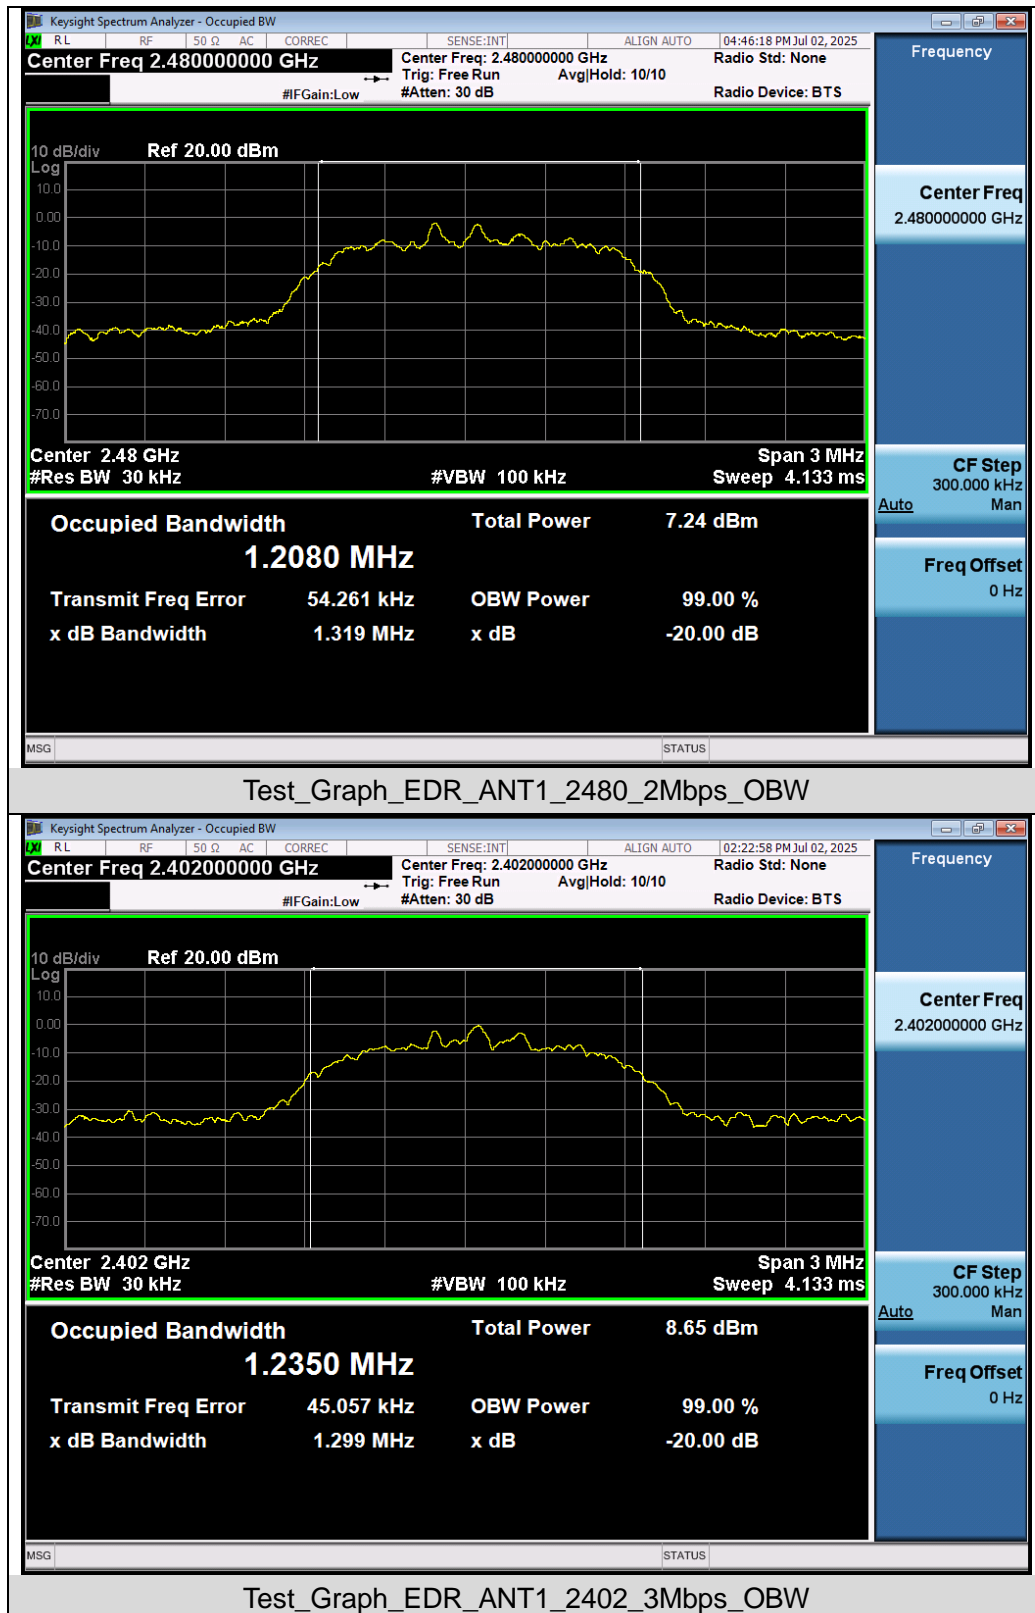 Keysight Spectrum Analyzer - Occupied BW
LXI RL RF 50 Ω AC CORREC SENSE:INT ALIGN AUTO 04:46:18 PM Jul 02, 2025
Center Freq 2.480000000 GHz
Center Freq: 2.480000000 GHz Radio Std: None
Trig: Free Run Avg|Hold: 10/10
#IFGain:Low #Atten: 30 dB Radio Device: BTS
Frequency
10 dB/div Ref 20.00 dBm
Log
10.0
0.00
-10.0
-20.0
-30.0
-40.0
-50.0
-60.0
-70.0
Center 2.48 GHz Span 3 MHz
#Res BW 30 kHz #VBW 100 kHz Sweep 4.133 ms
Center Freq
2.480000000 GHz
CF Step
300.000 kHz
Auto Man
Freq Offset
0 Hz
Occupied Bandwidth Total Power 7.24 dBm
1.2080 MHz
Transmit Freq Error 54.261 kHz OBW Power 99.00 %
x dB Bandwidth 1.319 MHz x dB -20.00 dB
MSG STATUS
Test_Graph_EDR_ANT1_2480_2Mbps_OBW
Keysight Spectrum Analyzer - Occupied BW
LXI RL RF 50 Ω AC CORREC SENSE:INT ALIGN AUTO 02:22:58 PM Jul 02, 2025
Center Freq 2.402000000 GHz
Center Freq: 2.402000000 GHz Radio Std: None
Trig: Free Run Avg|Hold: 10/10
#IFGain:Low #Atten: 30 dB Radio Device: BTS
Frequency
10 dB/div Ref 20.00 dBm
Log
10.0
0.00
-10.0
-20.0
-30.0
-40.0
-50.0
-60.0
-70.0
Center 2.402 GHz Span 3 MHz
#Res BW 30 kHz #VBW 100 kHz Sweep 4.133 ms
Center Freq
2.402000000 GHz
CF Step
300.000 kHz
Auto Man
Freq Offset
0 Hz
Occupied Bandwidth Total Power 8.65 dBm
1.2350 MHz
Transmit Freq Error 45.057 kHz OBW Power 99.00 %
x dB Bandwidth 1.299 MHz x dB -20.00 dB
MSG STATUS
Test_Graph_EDR_ANT1_2402_3Mbps_OBW